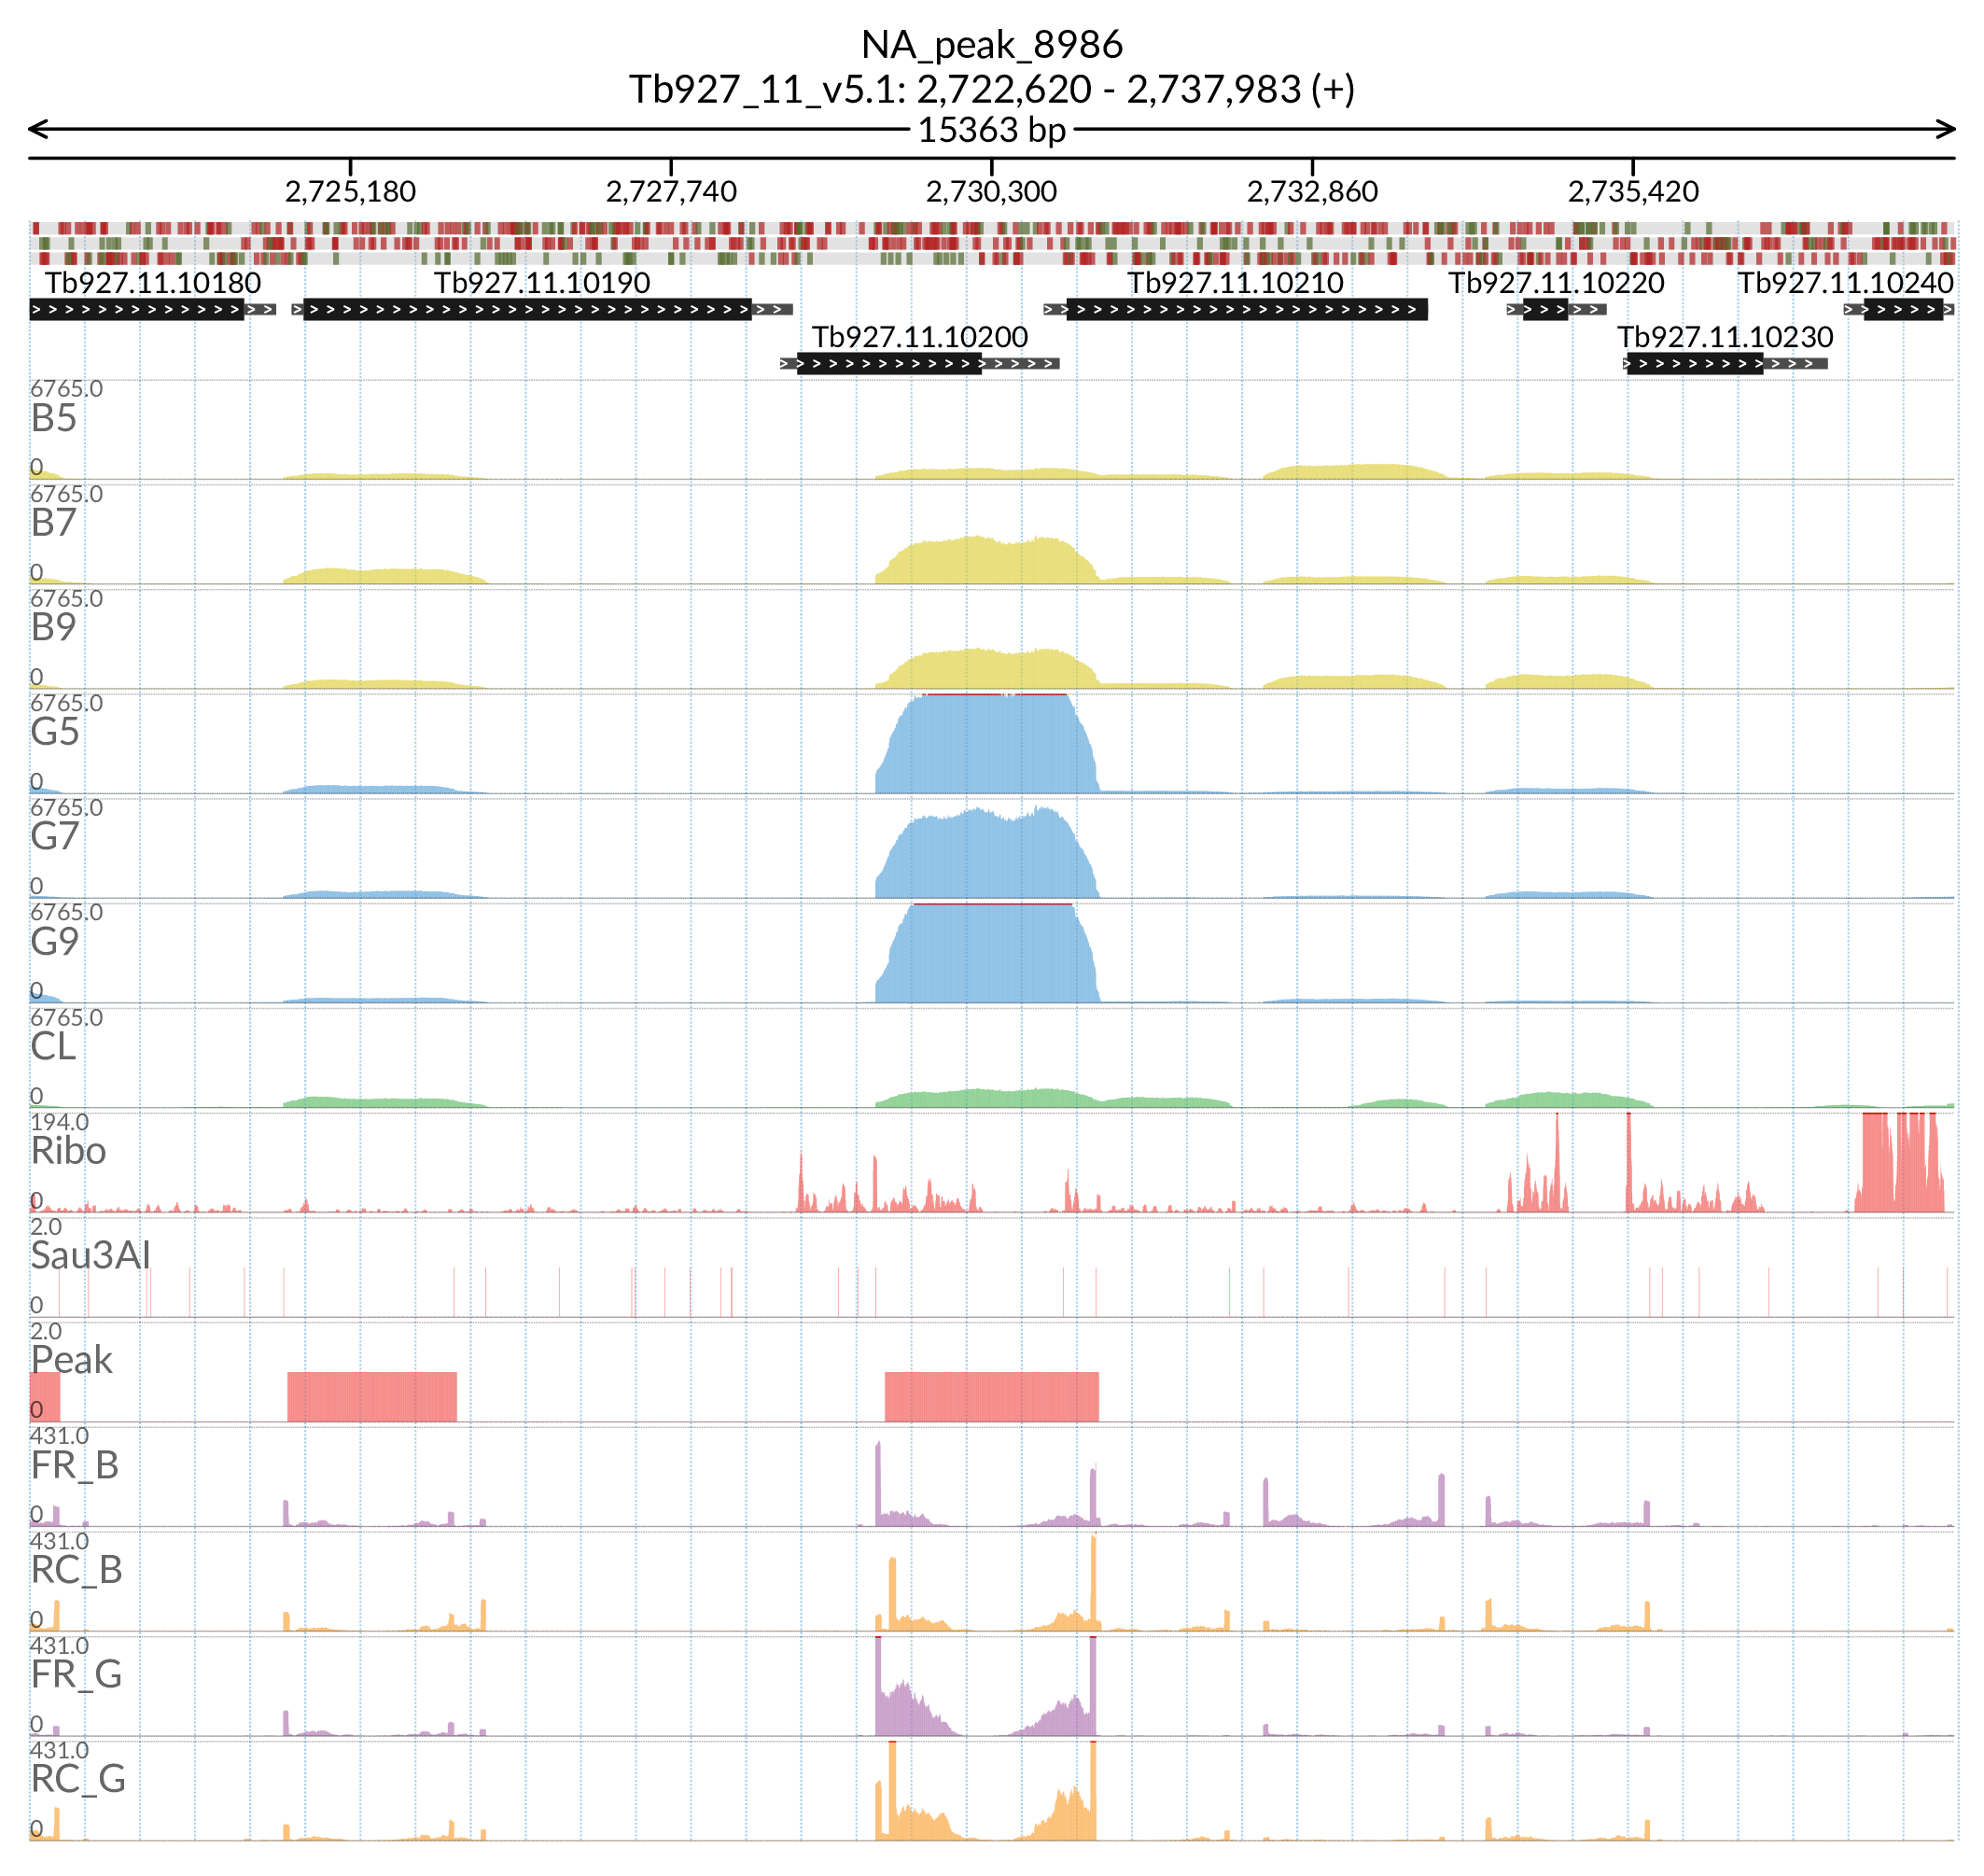 NA_peak_8986
Tb927_11_v5.1: 2,722,620 - 2,737,983 (+)
15363 bp
2,725,180 2,727,740 2,730,300 2,732,860 2,735,420
Tb927.11.10180 Tb927.11.10190 Tb927.11.10210 Tb927.11.10220 Tb927.11.10240
Tb927.11.10200 Tb927.11.10230
6765.0
B5
0
6765.0
B7
0
6765.0
B9
0
6765.0
G5
0
6765.0
G7
0
6765.0
G9
0
6765.0
CL
0
194.0
Ribo
0
2.0
Sau3AI
0
2.0
Peak
0
431.0
FR_B
0
431.0
RC_B
0
431.0
FR_G
0
431.0
RC_G
0